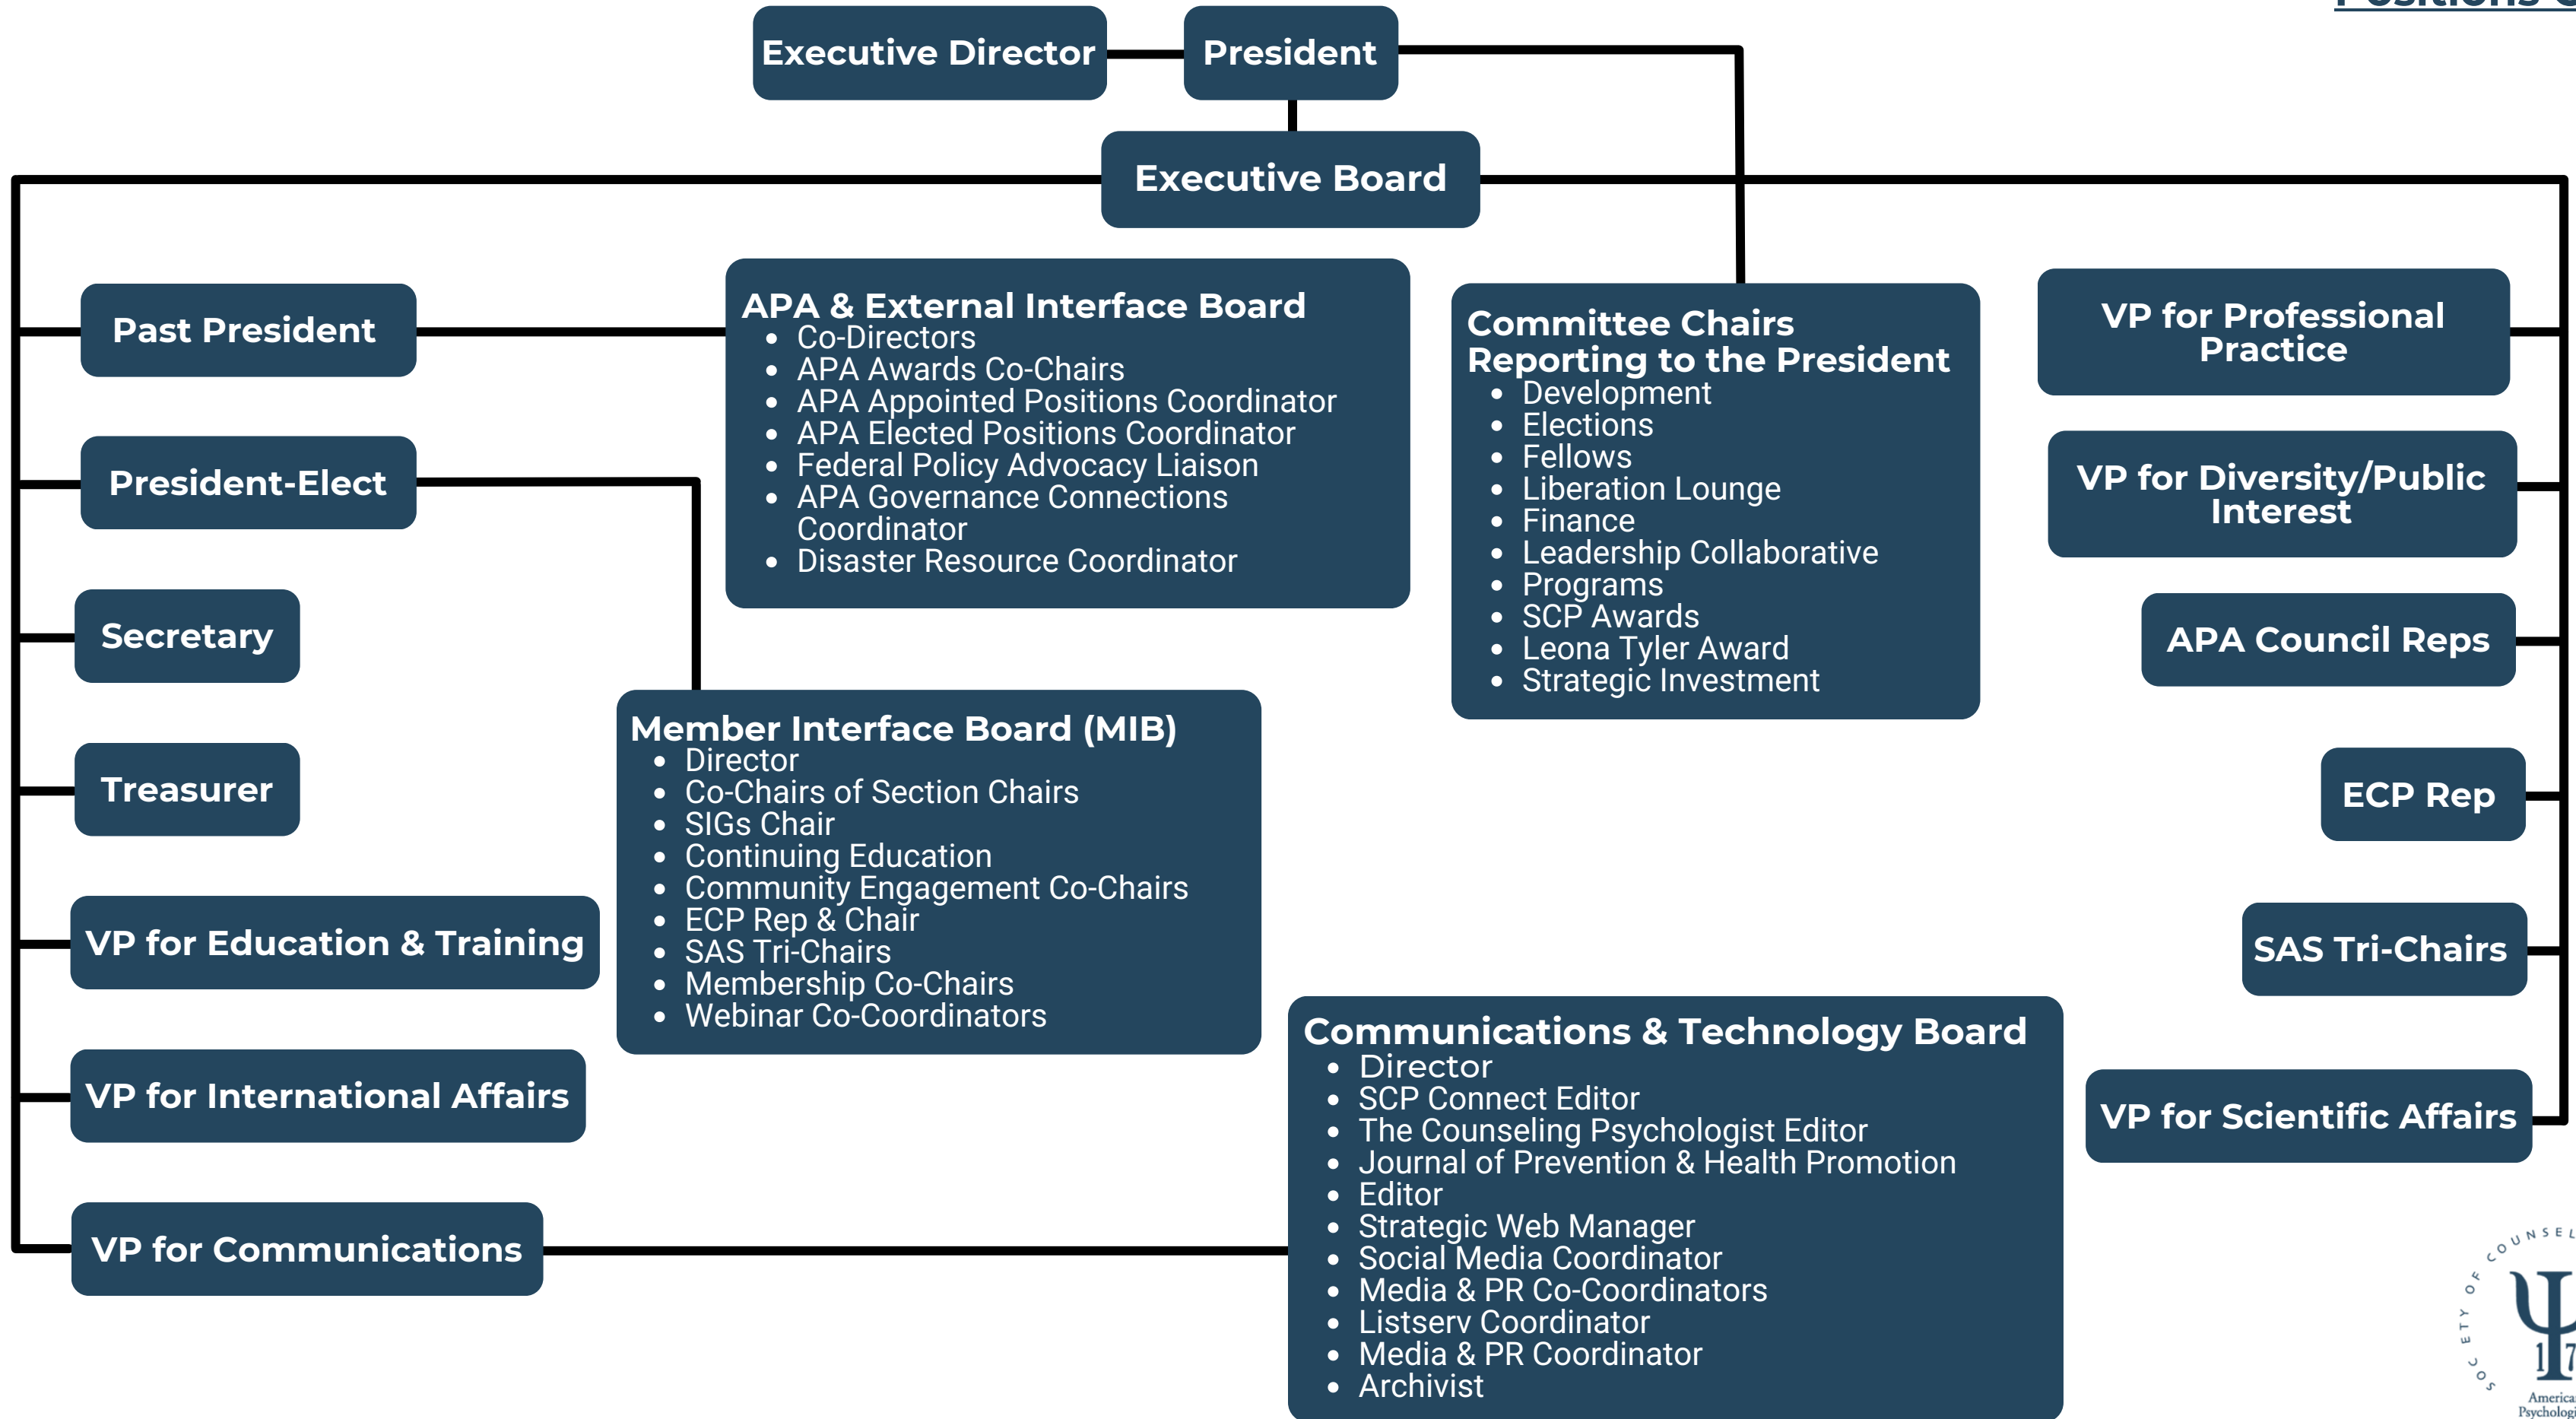 Positions
Executive Director
President
Executive Board
Past President
President-Elect
Secretary
Treasurer
VP for Education & Training
VP for International Affairs
VP for Communications
APA & External Interface Board
Co-Directors
APA Awards Co-Chairs
APA Appointed Positions Coordinator
APA Elected Positions Coordinator
Federal Policy Advocacy Liaison
APA Governance Connections
Coordinator
Disaster Resource Coordinator
Member Interface Board (MIB)
Director
Co-Chairs of Section Chairs
SIGs Chair
Continuing Education
Community Engagement Co-Chairs
ECP Rep & Chair
SAS Tri-Chairs
Membership Co-Chairs
Webinar Co-Coordinators
Committee Chairs
Reporting to the President
Development
Elections
Fellows
Liberation Lounge
Finance
Leadership Collaborative
Programs
SCP Awards
Leona Tyler Award
Strategic Investment
Communications & Technology Board
Director
SCP Connect Editor
The Counseling Psychologist Editor
Journal of Prevention & Health Promotion
Editor
Strategic Web Manager
Social Media Coordinator
Media & PR Co-Coordinators
Listserv Coordinator
Media & PR Coordinator
Archivist
VP for Professional
Practice
VP for Diversity/Public
Interest
APA Council Reps
ECP Rep
SAS Tri-Chairs
VP for Scientific Affairs
SOC ETY OF COUNSEL
Ψ
17
America
Psycholog